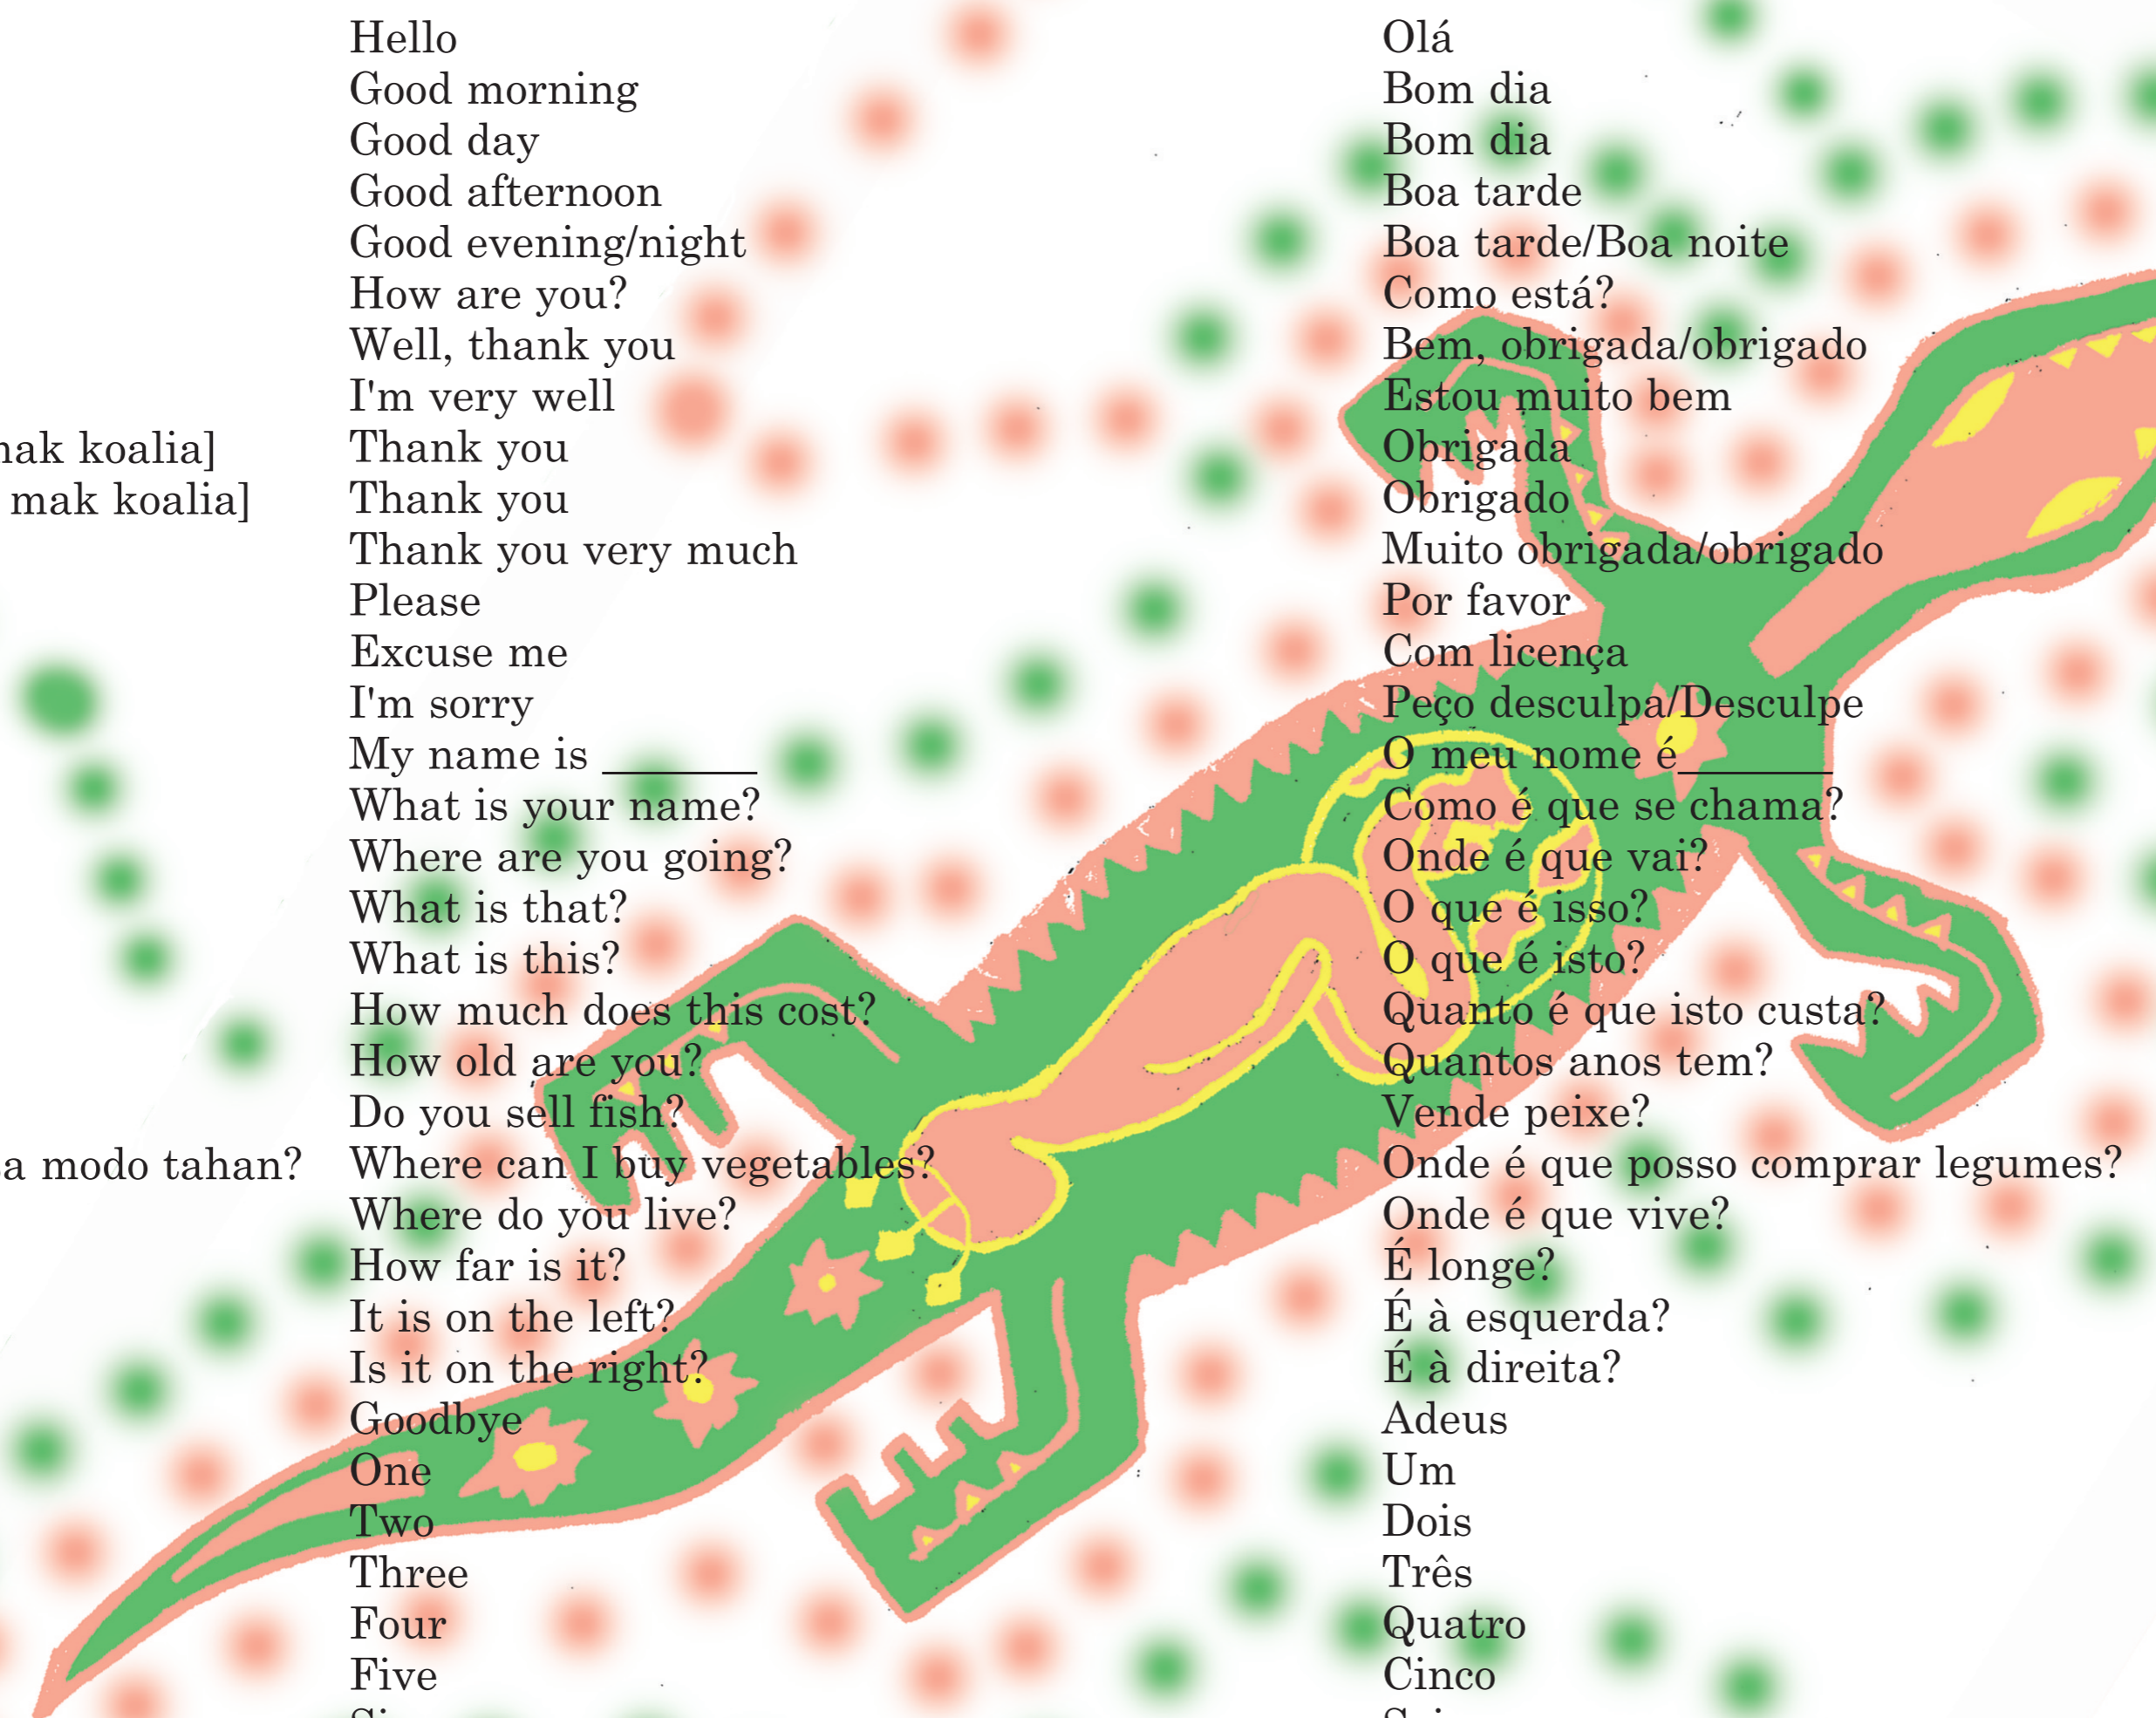 Hello
Good morning
Good day
Good afternoon
Good evening/night
How are you?
Well, thank you
I'm very well
Thank you
Thank you
Thank you very much
Please
Excuse me
I'm sorry
My name is _______
What is your name?
Where are you going?
What is that?
What is this?
How much does this cost?
How old are you?
Do you sell fish?
Where can I buy vegetables?
Where do you live?
How far is it?
It is on the left?
Is it on the right?
Goodbye
One
Two
Three
Four
Five
Olá
Bom dia
Bom dia
Boa tarde
Boa tarde/Boa noite
Como está?
Bem, obrigada/obrigado
Estou muito bem
Obrigada
Obrigado
Muito obrigada/obrigado
Por favor
Com licença
Peço desculpa/Desculpe
O meu nome é_______
Como é que se chama?
Onde é que vai?
O que é isso?
O que é isto?
Quanto é que isto custa?
Quantos anos tem?
Vende peixe?
Onde é que posso comprar legumes?
Onde é que vive?
É longe?
É à esquerda?
É à direita?
Adeus
Um
Dois
Três
Quatro
Cinco
koalia]
mak koalia]
modo tahan?